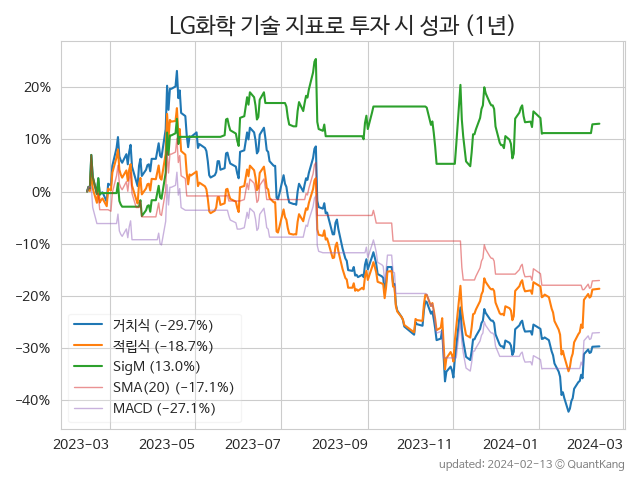 LG화학 기술 지표로 투자 시 성과 (1년)
20%
10%
0%
−10%
−20%
−30%
−40%
거치식 (−29.7%)
적립식 (−18.7%)
SigM (13.0%)
SMA(20) (−17.1%)
MACD (−27.1%)
2023−03 2023−05 2023−07 2023−09 2023−11 2024−01 2024−03
updated: 2024-02-13 ⓒ QuantKang